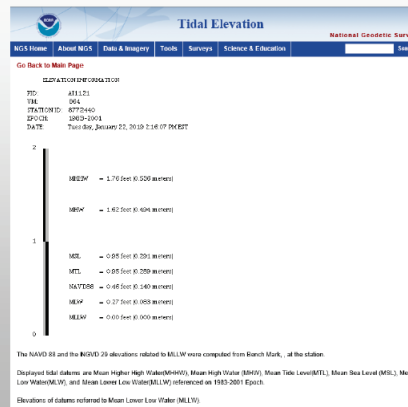 Tidal Elevation
National Geodetic Surv
NGS Home About NGS Data & Imagery Tools Surveys Science & Education
Go Back to Main Page
ELEVATION INFORMATION
PID: AI1121
VM: 964
STATION ID: 8772440
EPOCH: 1983-2001
DATE: Tuesday, January 22, 2019 2:16:07 PM EST
2
MHHW = 1.76 feet (0.536 meters)
MHW = 1.62 feet (0.494 meters)
1
MSL = 0.95 feet (0.291 meters)
MTL = 0.95 feet (0.289 meters)
NAVD88 = 0.46 feet (0.140 meters)
MLW = 0.27 feet (0.083 meters)
MLLW = 0.00 feet (0.000 meters)
0
The NAVD 88 and the NGVD 29 elevations related to MLLW were computed from Bench Mark, , at the station.
Displayed tidal datums are Mean Higher High Water(MHHW), Mean High Water (MHW), Mean Tide Level(MTL), Mean Sea Level (MSL), Me
Low Water(MLW), and Mean Lower Low Water(MLLW) referenced on 1983-2001 Epoch.
Elevations of datums referred to Mean Lower Low Water (MLLW)